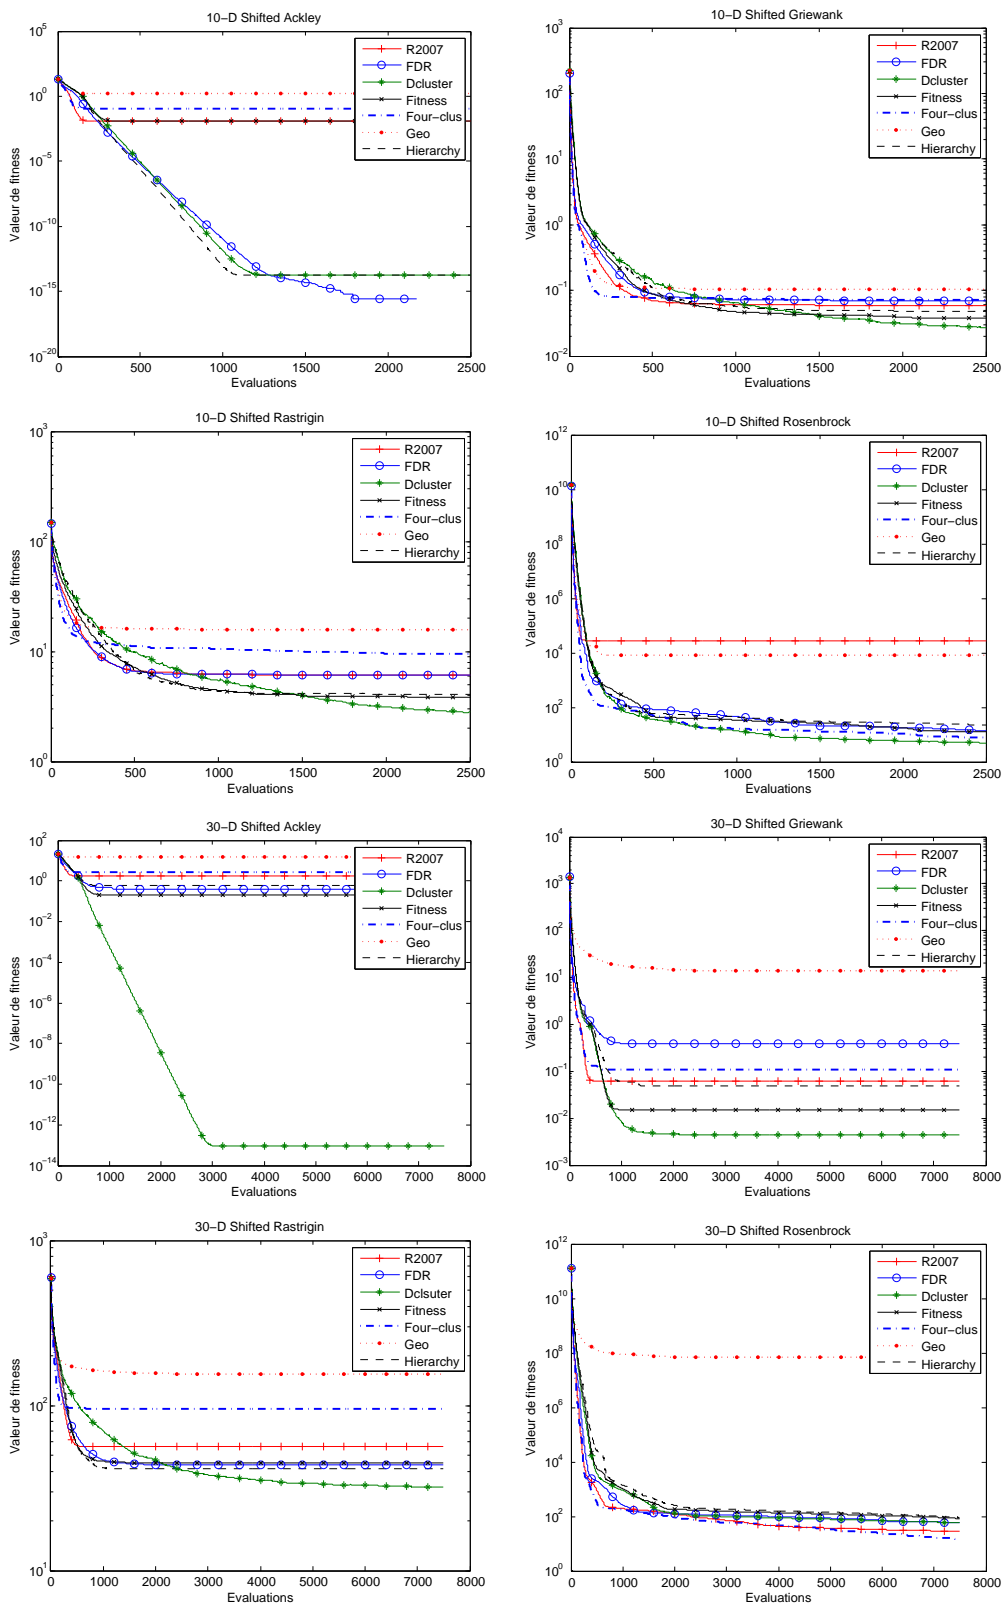 10−D Shifted Ackley
Valeur de fitness
10^5
10^0
10^−5
10^−10
10^−15
10^−20
0 500 1000 1500 2000 2500
Evaluations
R2007
FDR
Dcluster
Fitness
Four−clus
Geo
Hierarchy
10−D Shifted Griewank
Valeur de fitness
10^3
10^2
10^1
10^0
10^−1
10^−2
0 500 1000 1500 2000 2500
Evaluations
R2007
FDR
Dcluster
Fitness
Four−clus
Geo
Hierarchy
10−D Shifted Rastrigin
Valeur de fitness
10^3
10^2
10^1
10^0
0 500 1000 1500 2000 2500
Evaluations
R2007
FDR
Dcluster
Fitness
Four−clus
Geo
Hierarchy
10−D Shifted Rosenbrock
Valeur de fitness
10^12
10^10
10^8
10^6
10^4
10^2
10^0
0 500 1000 1500 2000 2500
Evaluations
R2007
FDR
Dcluster
Fitness
Four−clus
Geo
Hierarchy
30−D Shifted Ackley
Valeur de fitness
10^2
10^0
10^−2
10^−4
10^−6
10^−8
10^−10
10^−12
10^−14
0 1000 2000 3000 4000 5000 6000 7000 8000
Evaluations
R2007
FDR
Dcluster
Fitness
Four−clus
Geo
Hierarchy
30−D Shifted Griewank
Valeur de fitness
10^4
10^3
10^2
10^1
10^0
10^−1
10^−2
10^−3
0 1000 2000 3000 4000 5000 6000 7000 8000
Evaluations
R2007
FDR
Dcluster
Fitness
Four−clus
Geo
Hierarchy
30−D Shifted Rastrigin
Valeur de fitness
10^3
10^2
10^1
0 1000 2000 3000 4000 5000 6000 7000 8000
Evaluations
R2007
FDR
Dclsuter
Fitness
Four−clus
Geo
Hierarchy
30−D Shifted Rosenbrock
Valeur de fitness
10^12
10^10
10^8
10^6
10^4
10^2
10^0
0 1000 2000 3000 4000 5000 6000 7000 8000
Evaluations
R2007
FDR
Dcluster
Fitness
Four−clus
Geo
Hierarchy